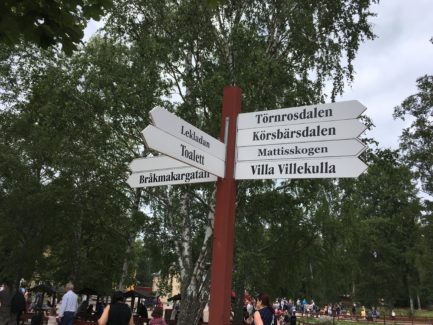 Lekladan
Toalett
Bråkmakargatan
Törnrosdalen
Körsbärsdalen
Mattisskogen
Villa Villekulla